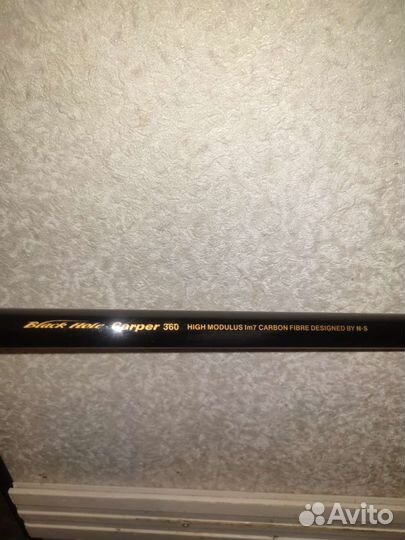 Black Hole Carper 360 HIGH MODULUS Im7 CARBON FIBRE DESIGNED BY N-S
Avito